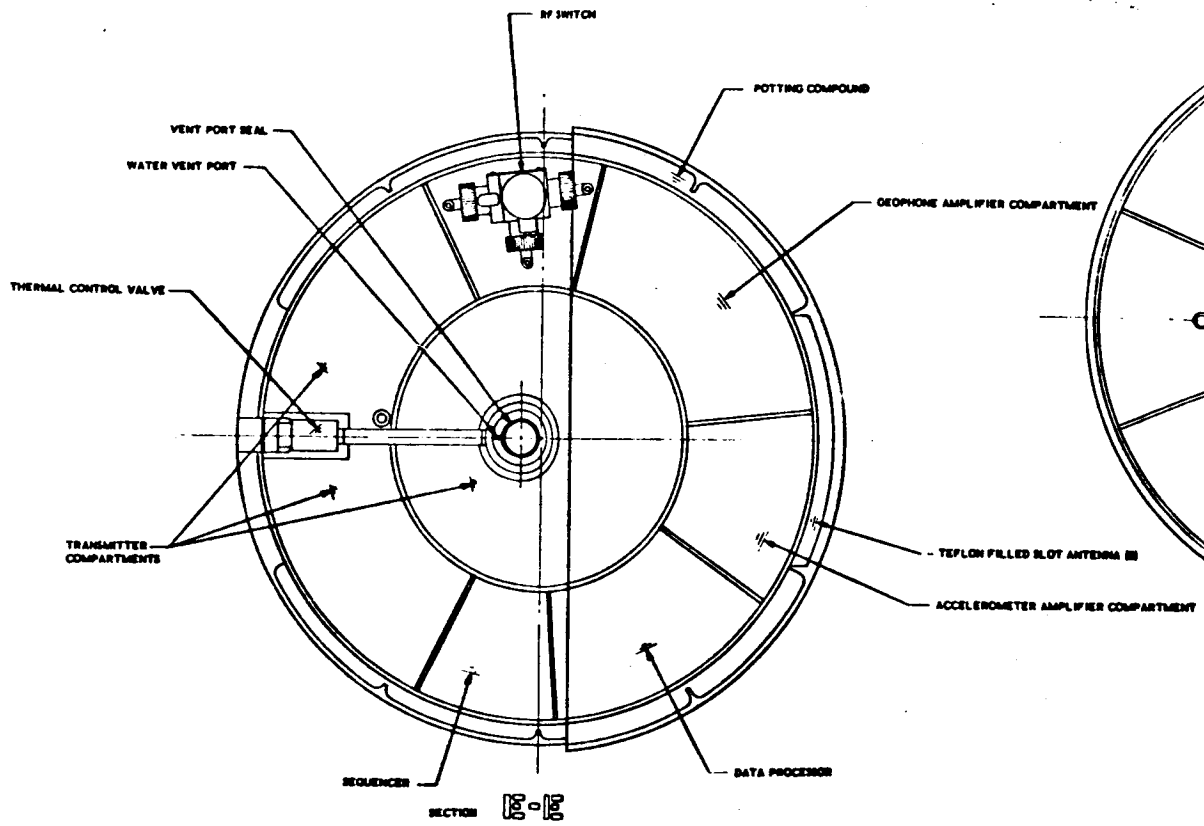 RF SWITCH
POTTING COMPOUND
VENT PORT SEAL
WATER VENT PORT
GEOPHONE AMPLIFIER COMPARTMENT
THERMAL CONTROL VALVE
TRANSMITTER
COMPARTMENTS
TEFLON FILLED SLOT ANTENNA
ACCELEROMETER AMPLIFIER COMPARTMENT
DATA PROCESSOR
SEQUENCER
SECTION